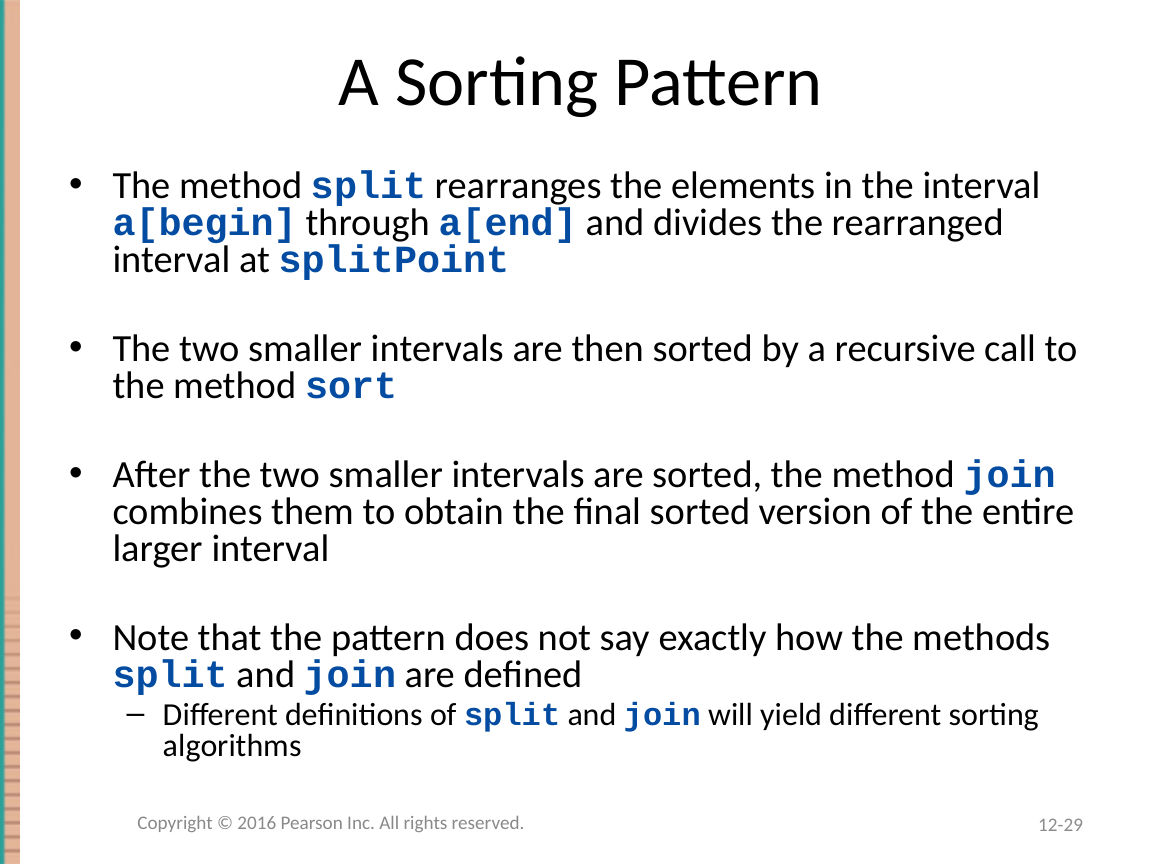 A Sorting Pattern
• The method split rearranges the elements in the interval
a[begin] through a[end] and divides the rearranged
interval at splitPoint
• The two smaller intervals are then sorted by a recursive call to
the method sort
• After the two smaller intervals are sorted, the method join
combines them to obtain the final sorted version of the entire
larger interval
• Note that the pattern does not say exactly how the methods
split and join are defined
– Different definitions of split and join will yield different sorting
algorithms
Copyright © 2016 Pearson Inc. All rights reserved.
12-29